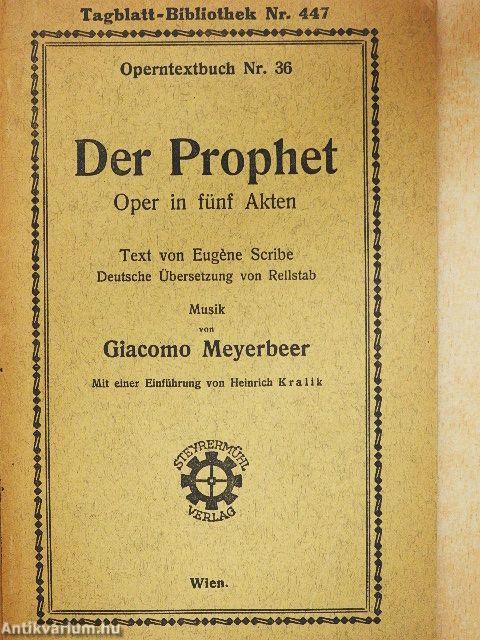 Tagblatt-Bibliothek Nr. 447
Operntextbuch Nr. 36
Der Prophet
Oper in fünf Akten
Text von Eugène Scribe
Deutsche Übersetzung von Rellstab
Musik
von
Giacomo Meyerbeer
Mit einer Einführung von Heinrich Kralik
STEYRERMÜHL
VERLAG
Wien.
Antikvárium.hu